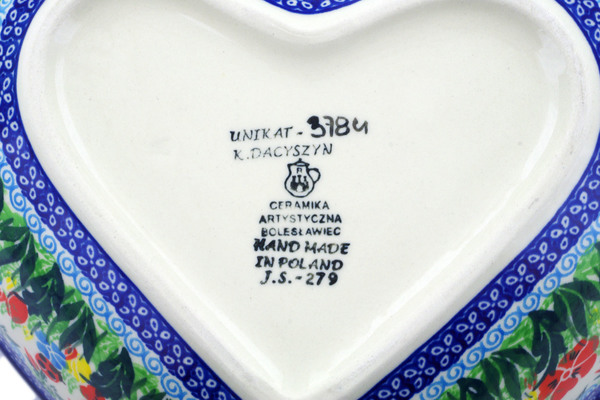 UNIKAT - 3784
K. DACYSZYN
CERAMIKA
ARTYSTYCZNA
BOLESŁAWIEC
HAND MADE
IN POLAND
J.S.-279